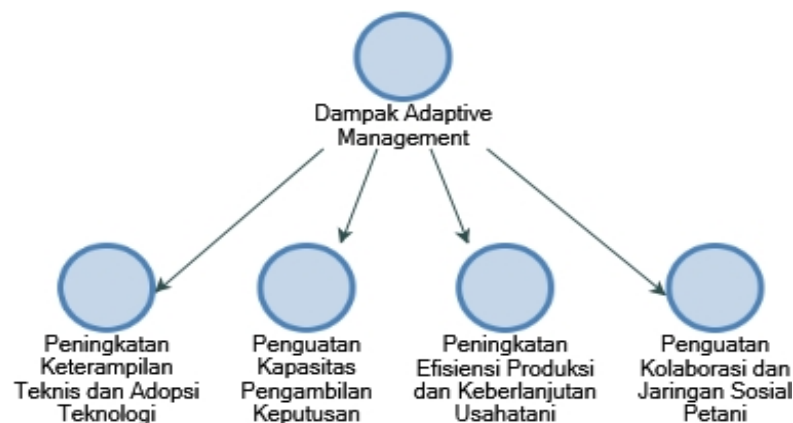 Dampak Adaptive
Management
Peningkatan
Keterampilan
Teknis dan Adopsi
Teknologi
Penguatan
Kapasitas
Pengambilan
Keputusan
Peningkatan
Efisiensi Produksi
dan Keberlanjutan
Usahatani
Penguatan
Kolaborasi dan
Jaringan Sosial
Petani